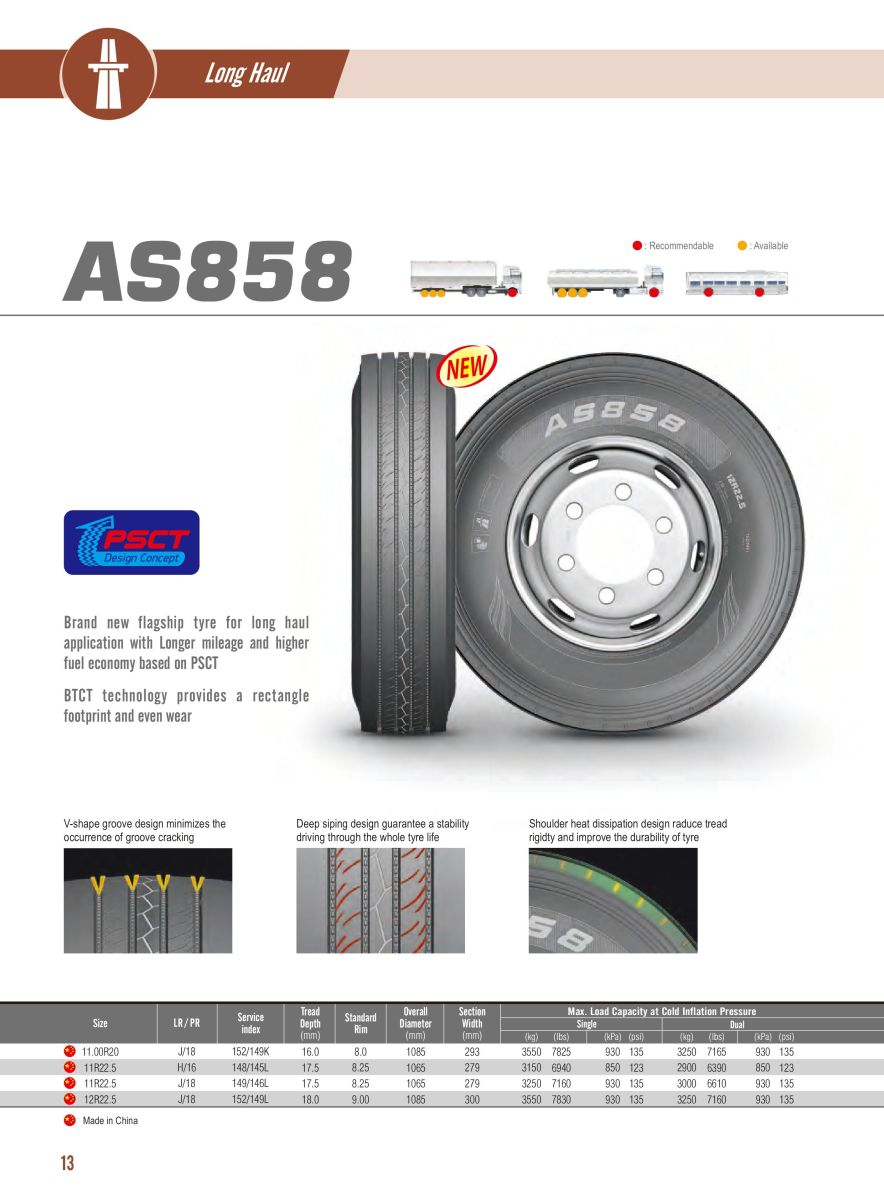 Long Haul
AS858
: Recommendable
: Available
NEW
AS858
12R22.5
PSCT
Design Concept
Brand new flagship tyre for long haul
application with Longer mileage and higher
fuel economy based on PSCT
BTCT technology provides a rectangle
footprint and even wear
V-shape groove design minimizes the
occurrence of groove cracking
Deep siping design guarantee a stability
driving through the whole tyre life
Shoulder heat dissipation design raduce tread
rigidty and improve the durability of tyre
58
Size LR / PR Service index Tread Depth (mm) Standard Rim Overall Diameter (mm) Section Width (mm) Max. Load Capacity at Cold Inflation Pressure
Single Dual
(kg) (lbs) (kPa) (psi) (kg) (lbs) (kPa) (psi)
11.00R20 J/18 152/149K 16.0 8.0 1085 293 3550 7825 930 135 3250 7165 930 135
11R22.5 H/16 148/145L 17.5 8.25 1065 279 3150 6940 850 123 2900 6390 850 123
11R22.5 J/18 149/146L 17.5 8.25 1065 279 3250 7160 930 135 3000 6610 930 135
12R22.5 J/18 152/149L 18.0 9.00 1085 300 3550 7830 930 135 3250 7160 930 135
Made in China
13